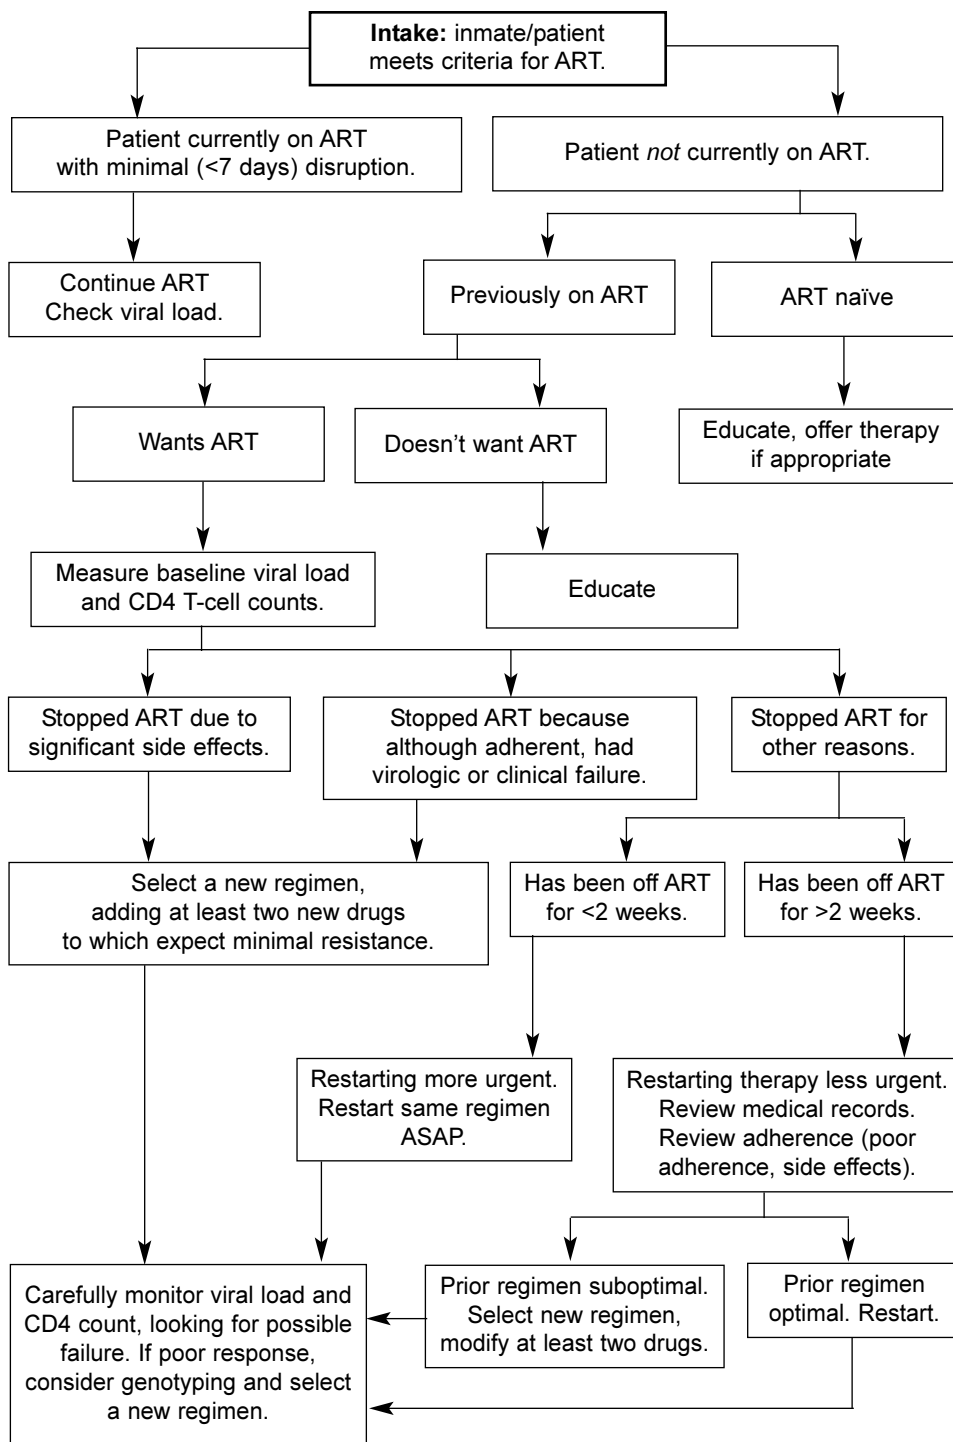 Intake: inmate/patient
meets criteria for ART.
Patient currently on ART
with minimal (<7 days) disruption.
Patient not currently on ART.
Continue ART
Check viral load.
Previously on ART
ART naïve
Wants ART
Doesn’t want ART
Educate, offer therapy
if appropriate
Measure baseline viral load
and CD4 T-cell counts.
Educate
Stopped ART due to
significant side effects.
Stopped ART because
although adherent, had
virologic or clinical failure.
Stopped ART for
other reasons.
Select a new regimen,
adding at least two new drugs
to which expect minimal resistance.
Has been off ART
for <2 weeks.
Has been off ART
for >2 weeks.
Restarting more urgent.
Restart same regimen
ASAP.
Restarting therapy less urgent.
Review medical records.
Review adherence (poor
adherence, side effects).
Carefully monitor viral load and
CD4 count, looking for possible
failure. If poor response,
consider genotyping and select
a new regimen.
Prior regimen suboptimal.
Select new regimen,
modify at least two drugs.
Prior regimen
optimal. Restart.